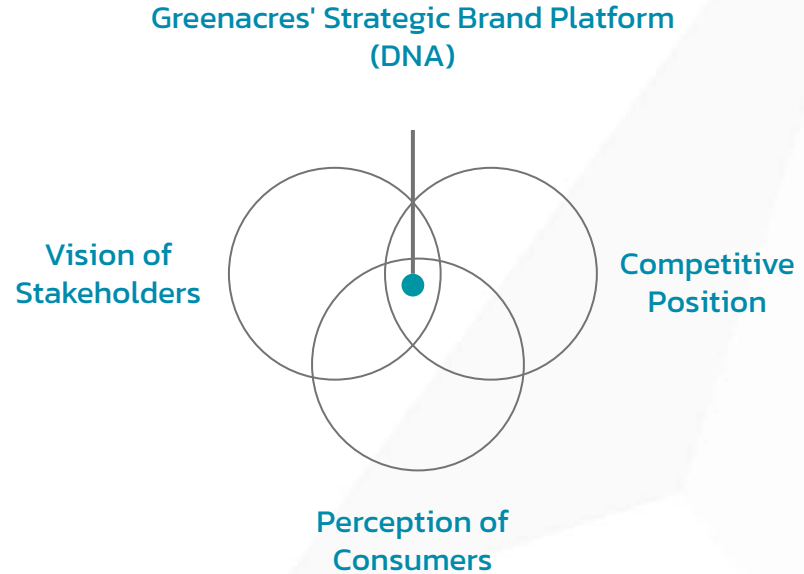 Greenacres' Strategic Brand Platform
(DNA)
Vision of
Stakeholders
Competitive
Position
Perception of
Consumers